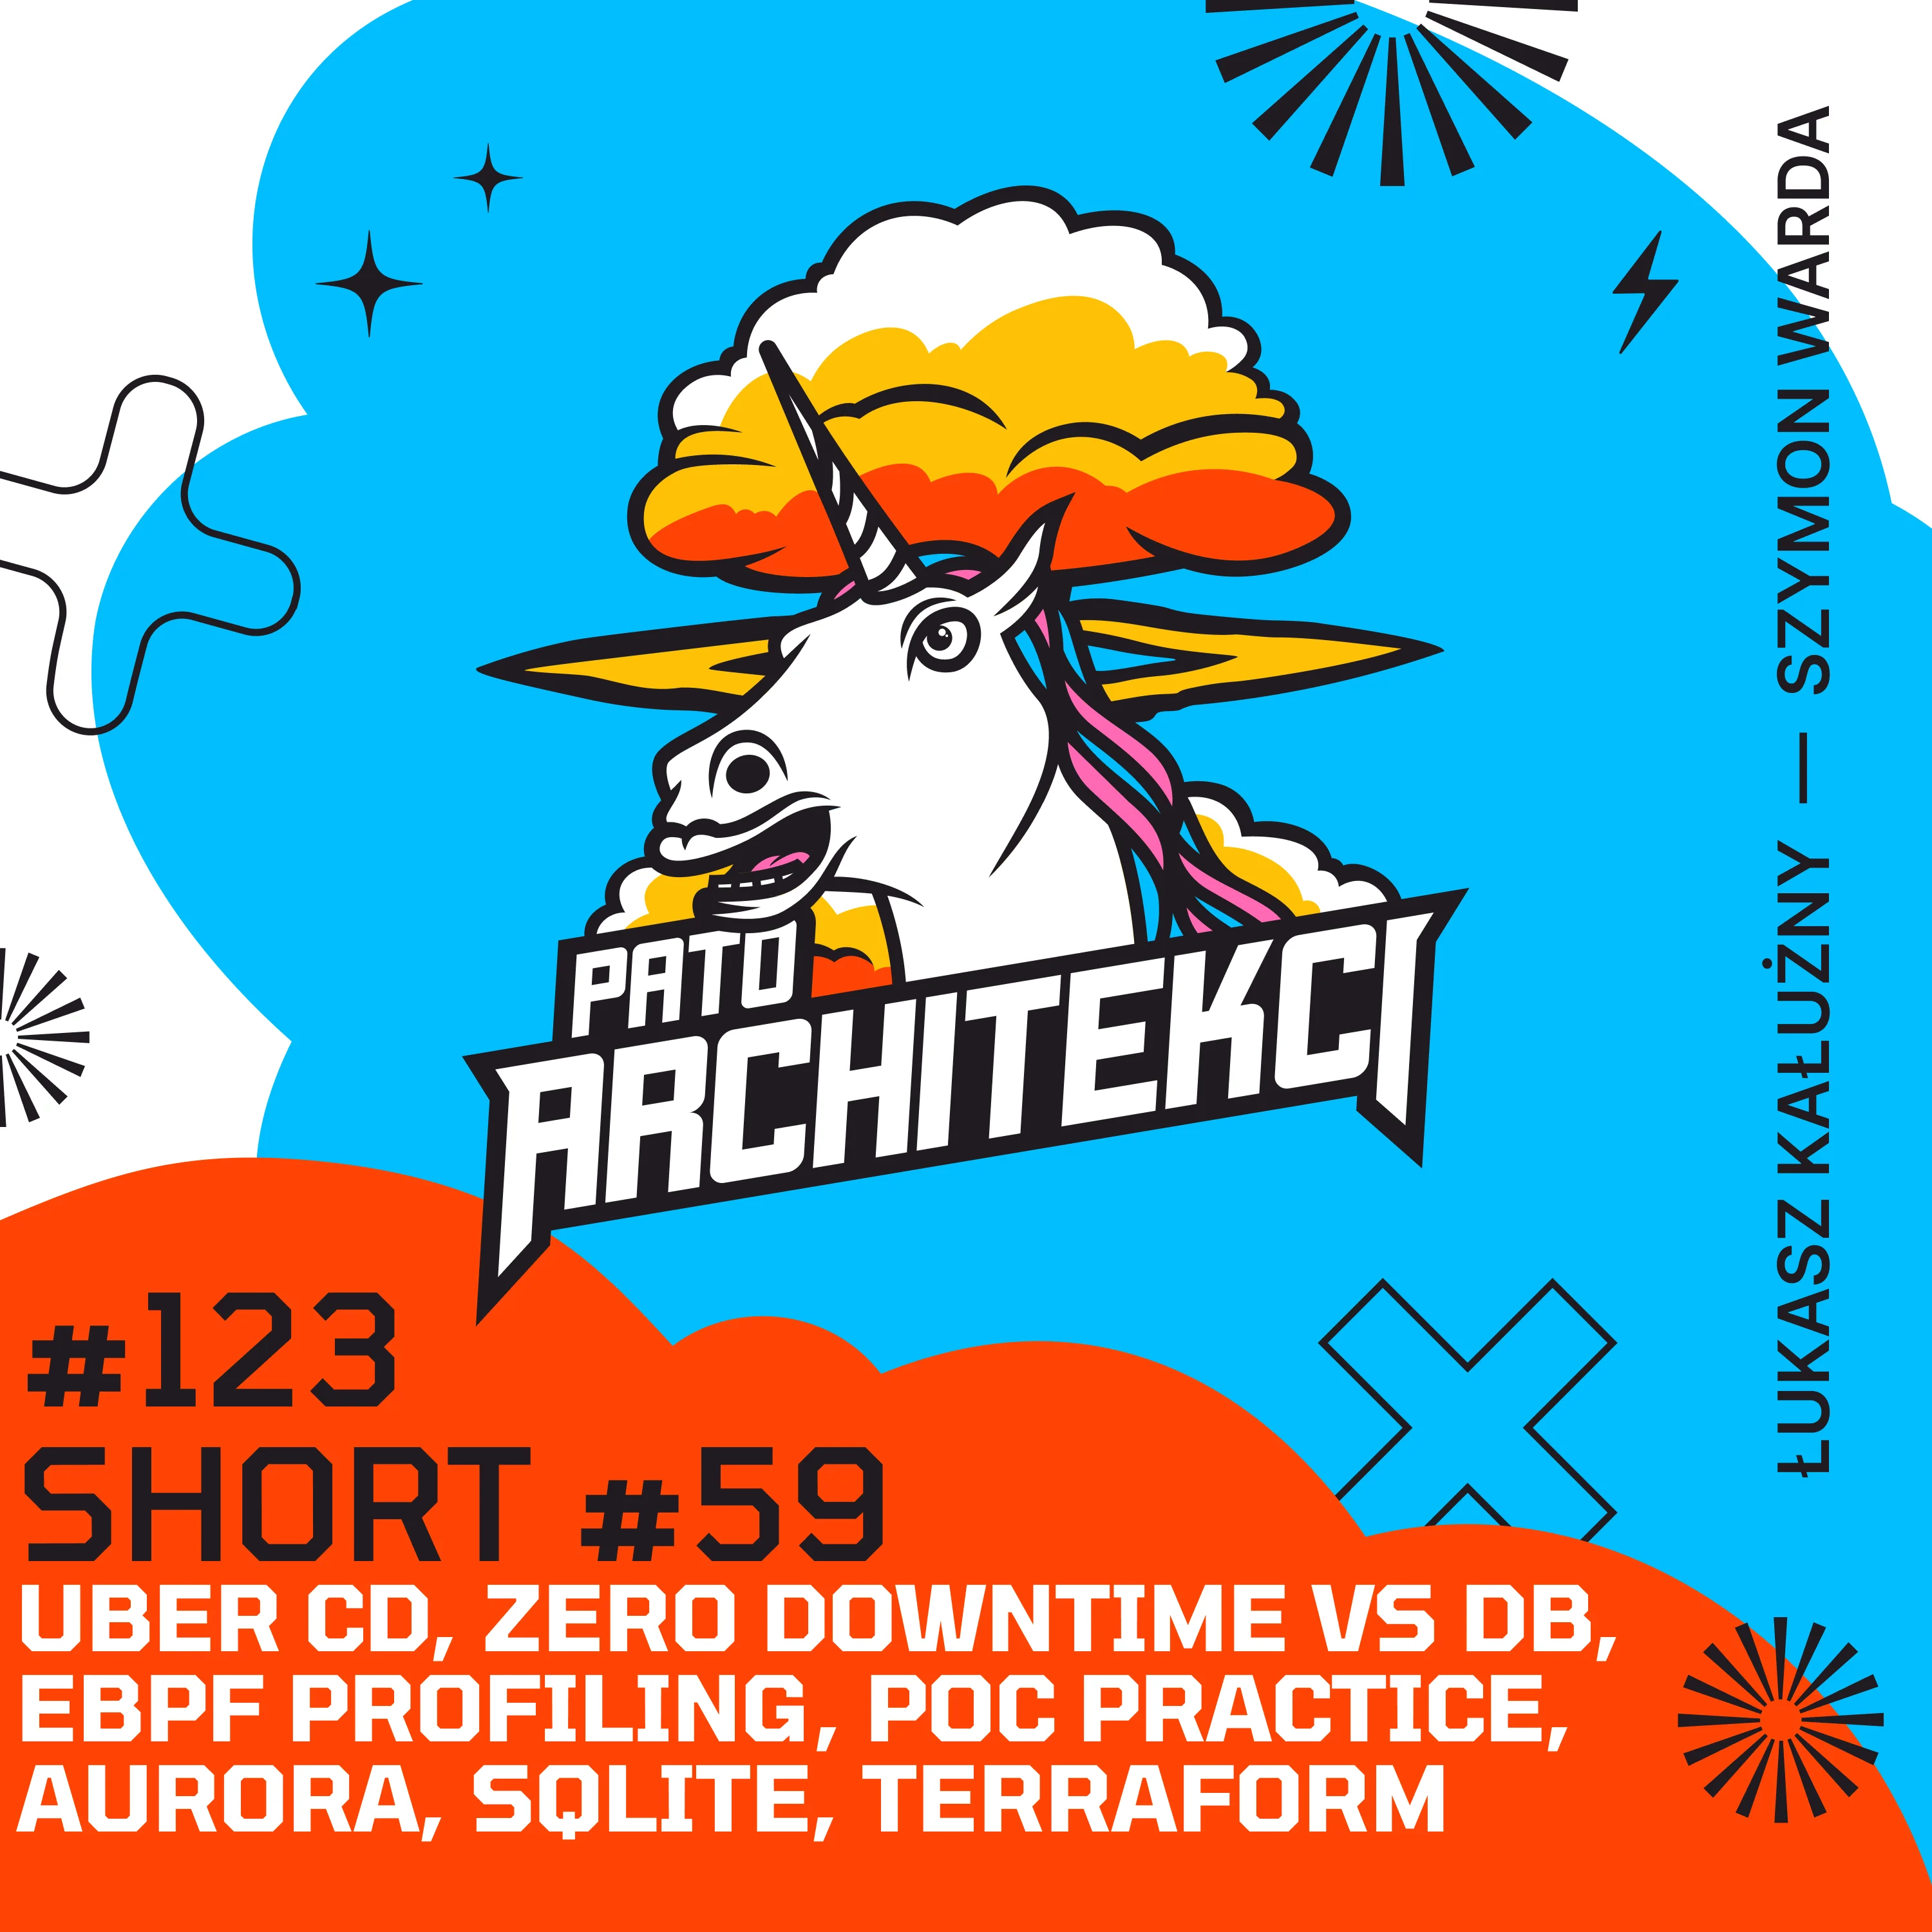 PATO
ARCHITEKCI
#123
SHORT #59
UBER CD, ZERO DOWNTIME VS DB,
EBPF PROFILING, POC PRACTICE,
AURORA, SQLITE, TERRAFORM
ŁUKASZ KAŁUŻNY — SZYMON WARDA